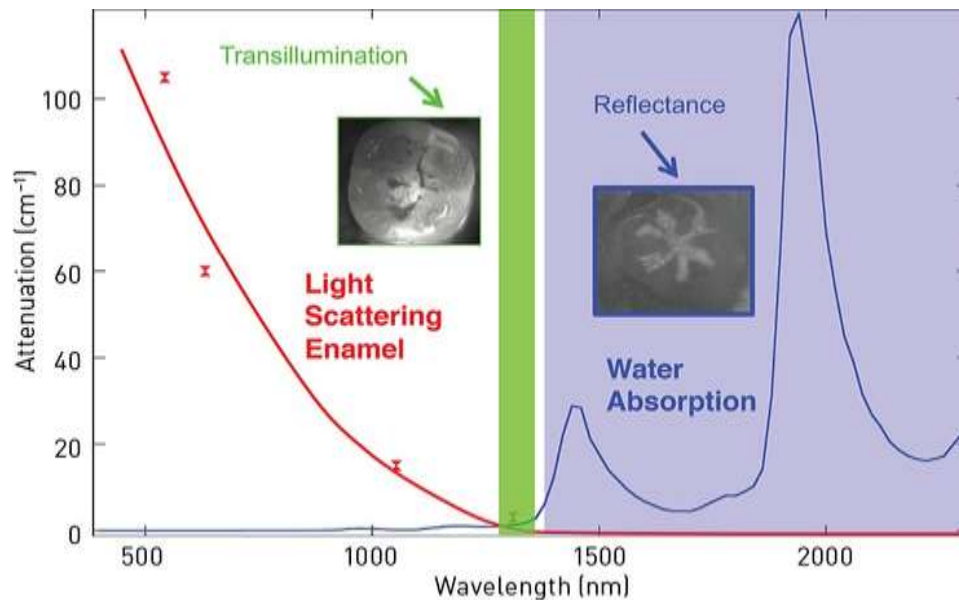 Transillumination
Reflectance
Light
Scattering
Enamel
Water
Absorption
Attenuation (cm⁻¹)
100
80
60
40
20
0
500
1000
1500
2000
Wavelength (nm)